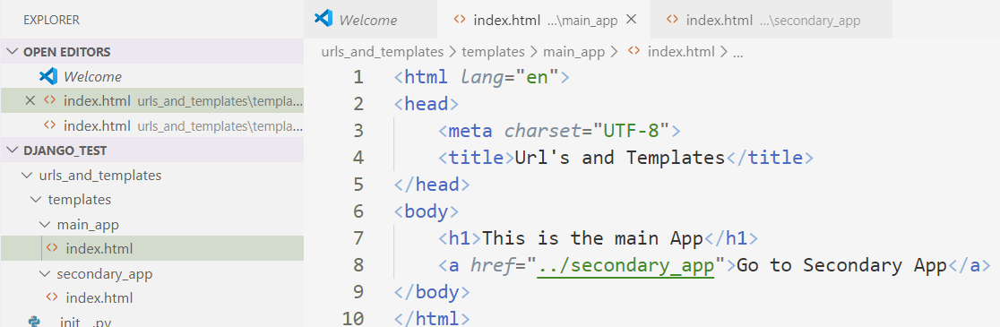 EXPLORER
OPEN EDITORS
Welcome
index.html urls_and_templates\templa...
index.html urls_and_templates\templa...
DJANGO_TEST
urls_and_templates
templates
main_app
index.html
secondary_app
index.html
__init__.py
Welcome index.html ...\main_app index.html ...\secondary_app
urls_and_templates > templates > main_app > index.html > ...
1 <html lang="en">
2 <head>
3 <meta charset="UTF-8">
4 <title>Url's and Templates</title>
5 </head>
6 <body>
7 <h1>This is the main App</h1>
8 <a href="../secondary_app">Go to Secondary App</a>
9 </body>
10 </html>